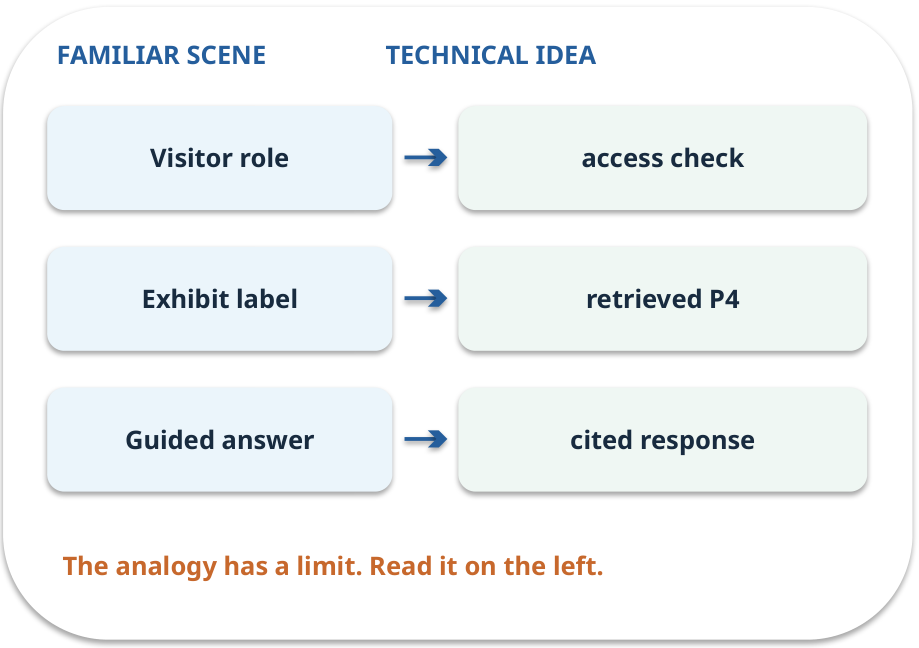 FAMILIAR SCENE TECHNICAL IDEA
Visitor role access check
Exhibit label retrieved P4
Guided answer cited response
The analogy has a limit. Read it on the left.